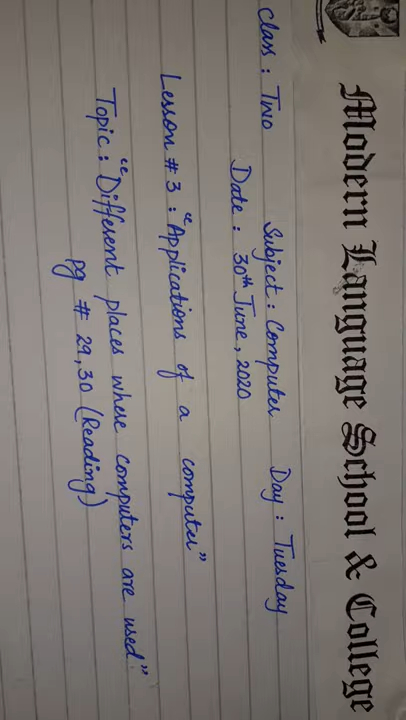 Modern Language School & College
Class : Two Subject : Computer Day : Tuesday
Date : 30th June, 2020
Lesson # 3 : "Applications of a computer"
Topic : "Different places where computers are used"
pg # 29, 30 (Reading)